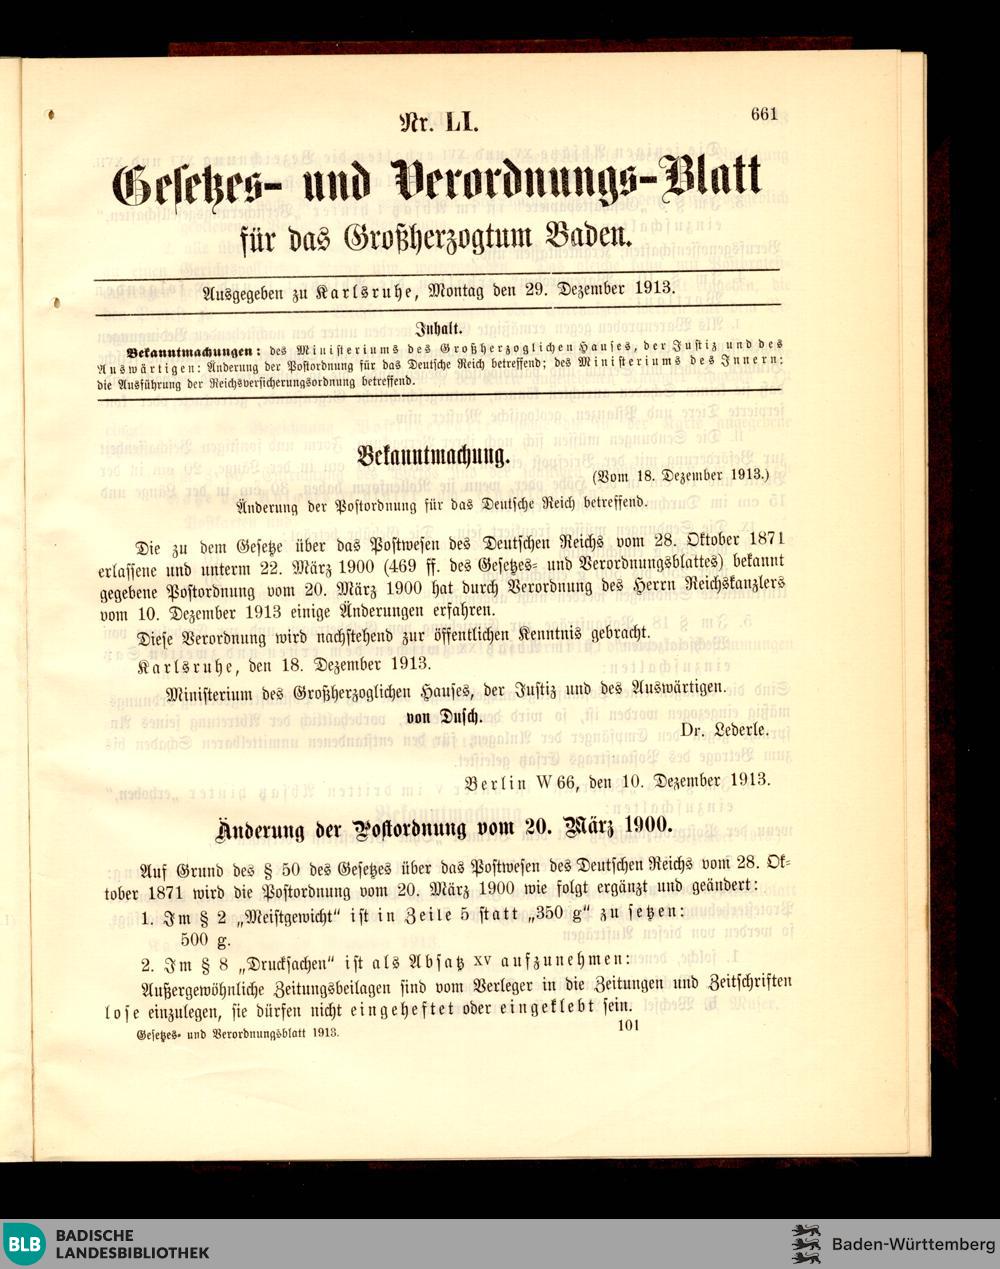 661
Nr. LI.
Gesetzes- und Verordnungs-Blatt
für das Großherzogtum Baden.
Ausgegeben zu Karlsruhe, Montag den 29. Dezember 1913.
Inhalt.
Bekanntmachungen: des Ministeriums des Großherzoglichen Hauses, der Justiz und des
Auswärtigen: Änderung der Postordnung für das Deutsche Reich betreffend; des Ministeriums des Innern:
die Ausführung der Reichsversicherungsordnung betreffend.
Bekanntmachung.
(Vom 18. Dezember 1913.)
Änderung der Postordnung für das Deutsche Reich betreffend.
Die zu dem Gesetze über das Postwesen des Deutschen Reichs vom 28. Oktober 1871
erlassene und unterm 22. März 1900 (469 ff. des Gesetzes- und Verordnungsblattes) bekannt
gegebene Postordnung vom 20. März 1900 hat durch Verordnung des Herrn Reichskanzlers
vom 10. Dezember 1913 einige Änderungen erfahren.
Diese Verordnung wird nachstehend zur öffentlichen Kenntnis gebracht.
Karlsruhe, den 18. Dezember 1913.
Ministerium des Großherzoglichen Hauses, der Justiz und des Auswärtigen.
von Dusch.
Dr. Lederle.
Berlin W 66, den 10. Dezember 1913.
Änderung der Postordnung vom 20. März 1900.
Auf Grund des § 50 des Gesetzes über das Postwesen des Deutschen Reichs vom 28. Ok-
tober 1871 wird die Postordnung vom 20. März 1900 wie folgt ergänzt und geändert:
1. Im § 2 „Meistgewicht“ ist in Zeile 5 statt „350 g“ zu setzen:
500 g.
2. Im § 8 „Drucksachen“ ist als Absatz XV aufzunehmen:
Außergewöhnliche Zeitungsbeilagen sind vom Verleger in die Zeitungen und Zeitschriften
lose einzulegen, sie dürfen nicht eingeheftet oder eingeklebt sein.
Gesetzes- und Verordnungsblatt 1913.
101
BLB BADISCHE
LANDESBIBLIOTHEK
Baden-Württemberg